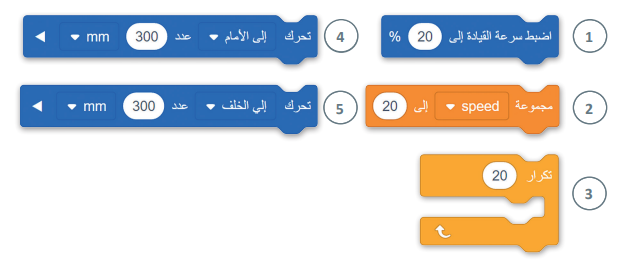 اضبط سرعة القيادة إلى 20 %
1
تحرك إلى الأمام عدد 300 mm
4
مجموعة speed إلى 20
2
تحرك إلي الخلف عدد 300 mm
5
تكرار 20
3